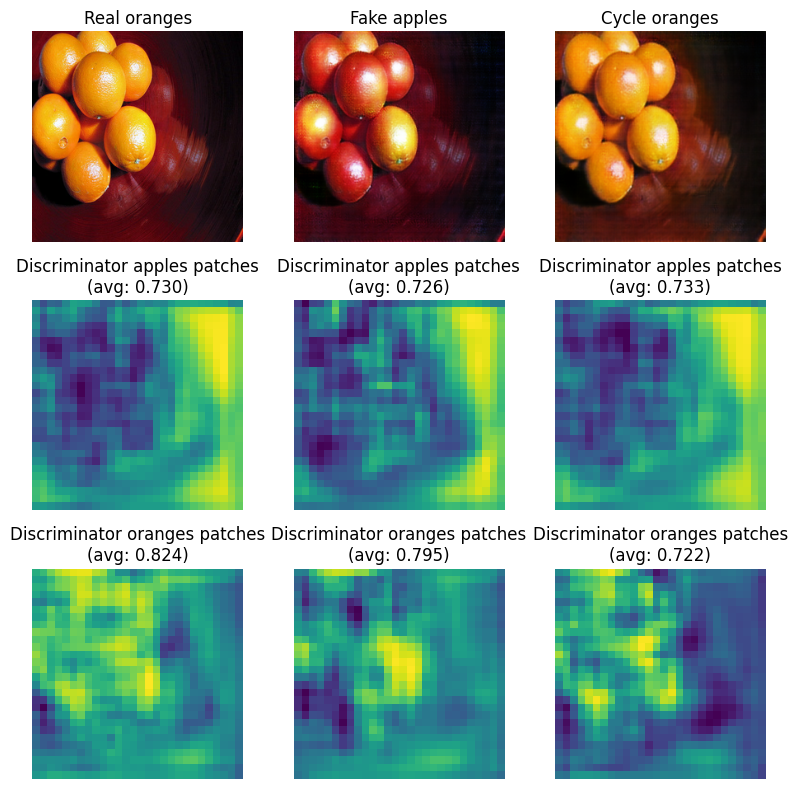 Real oranges
Fake apples
Cycle oranges
Discriminator apples patches
(avg: 0.730)
Discriminator apples patches
(avg: 0.726)
Discriminator apples patches
(avg: 0.733)
Discriminator oranges patches
(avg: 0.824)
Discriminator oranges patches
(avg: 0.795)
Discriminator oranges patches
(avg: 0.722)